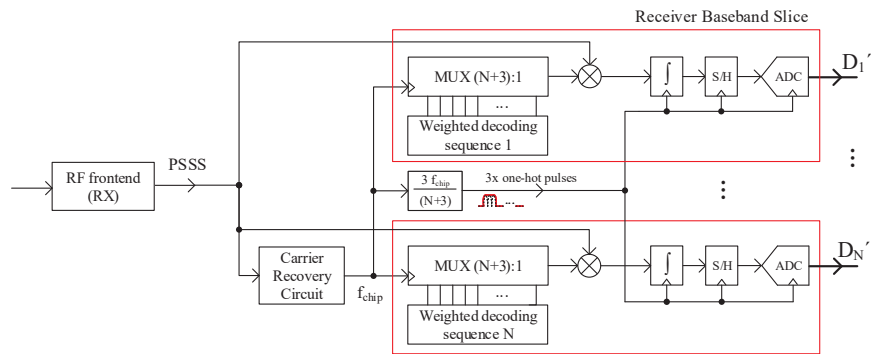 Receiver Baseband Slice
MUX (N+3):1
...
Weighted decoding
sequence 1
∫
S/H
ADC
D1´
PSSS
RF frontend
(RX)
3 fchip
(N+3)
3x one-hot pulses
...
...
...
Carrier
Recovery
Circuit
fchip
MUX (N+3):1
...
Weighted decoding
sequence N
∫
S/H
ADC
DN´